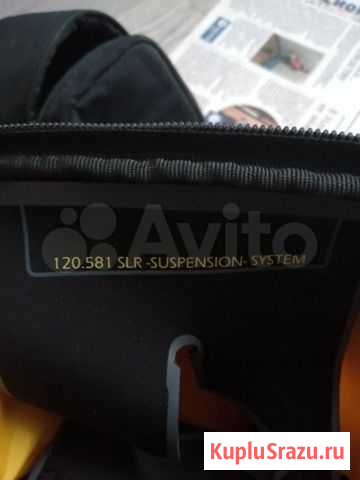 Avito
120.581 SLR -SUSPENSION- SYSTEM
KupluSrazu.ru